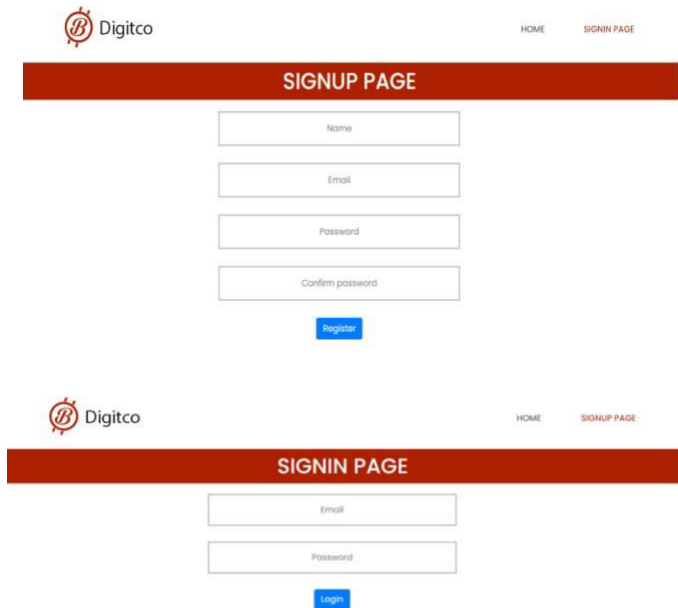 Digitco
HOME SIGNIN PAGE
SIGNUP PAGE
Name
Email
Password
Confirm password
Register
Digitco
HOME SIGNUP PAGE
SIGNIN PAGE
Email
Password
Login